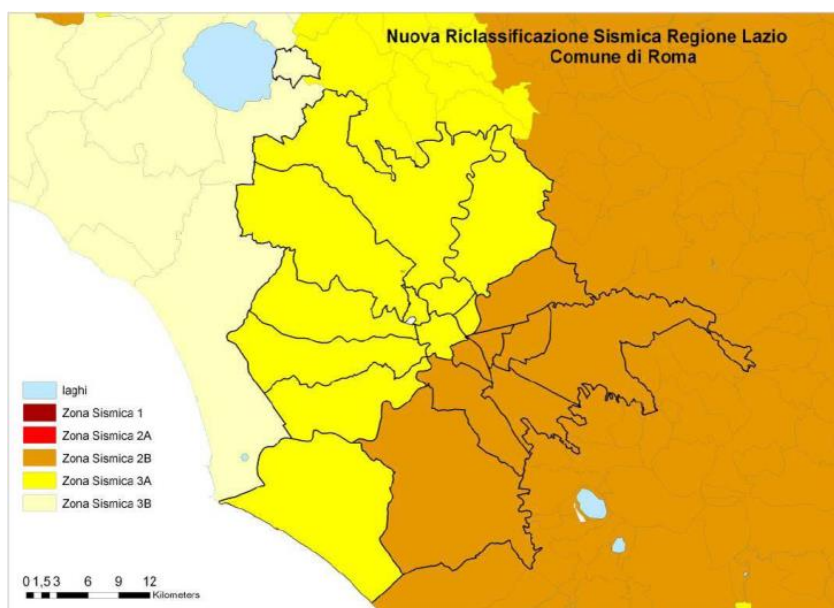 Nuova Riclassificazione Sismica Regione Lazio
Comune di Roma
laghi
Zona Sismica 1
Zona Sismica 2A
Zona Sismica 2B
Zona Sismica 3A
Zona Sismica 3B
0 1,5 3 6 9 12
Kilometers